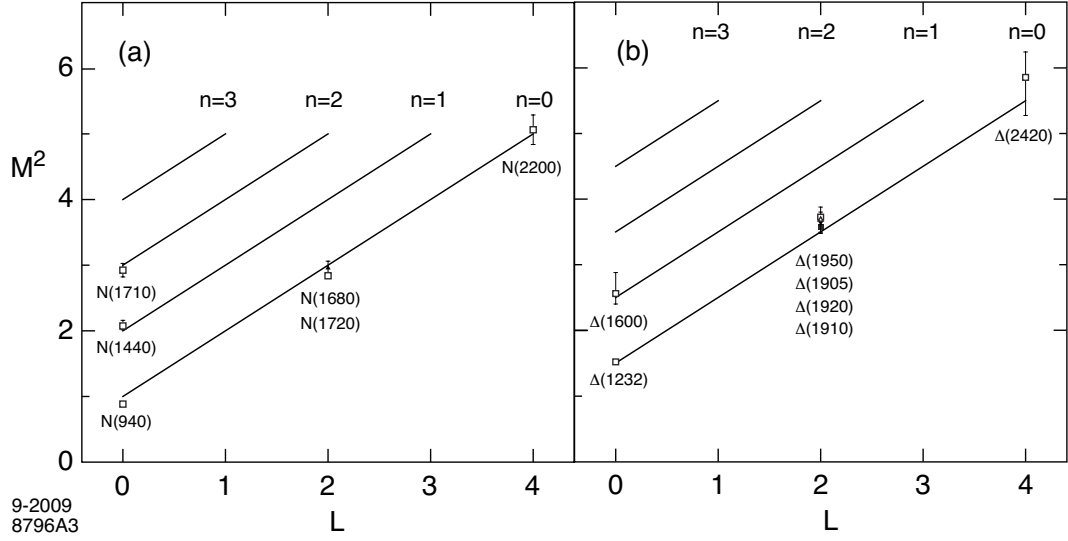 (a)
n=3 n=2 n=1 n=0
M²
6
4
2
0
N(2200)
N(1710)
N(1680)
N(1720)
N(1440)
N(940)
0 1 2 3 4
L
(b)
n=3 n=2 n=1 n=0
Δ(2420)
Δ(1950)
Δ(1905)
Δ(1920)
Δ(1910)
Δ(1600)
Δ(1232)
0 1 2 3 4
L
9-2009
8796A3